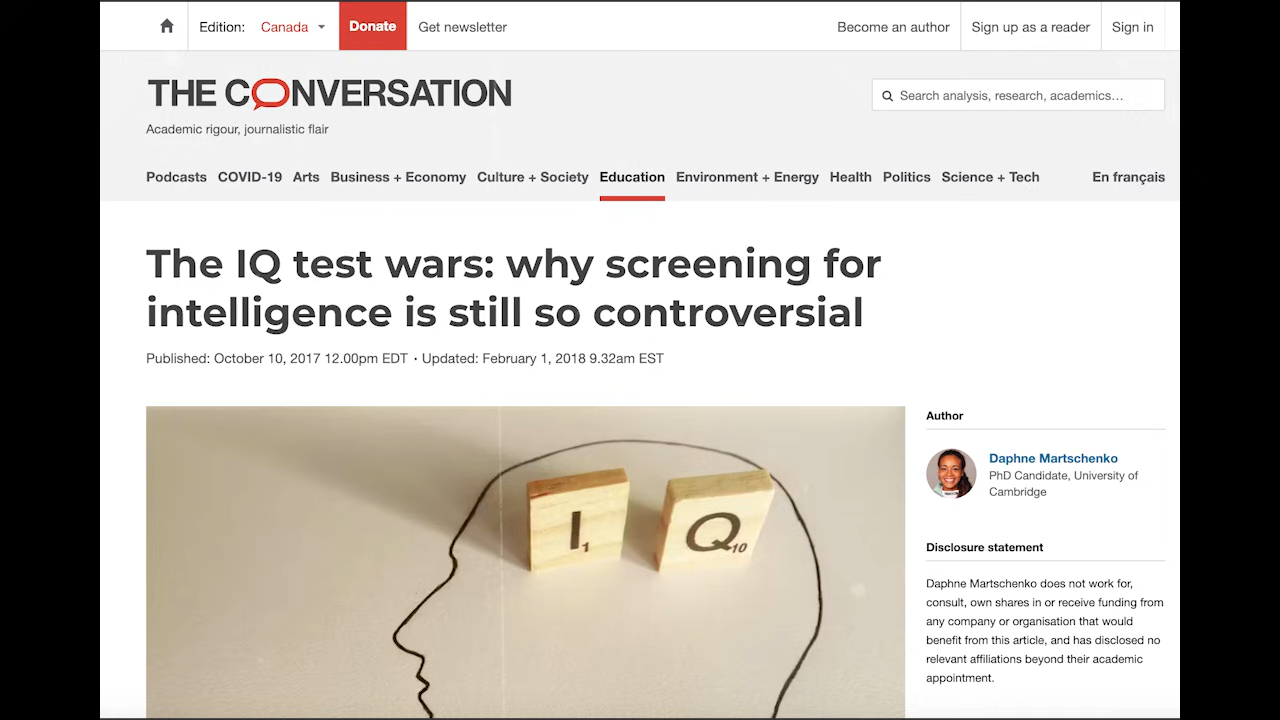 Edition: Canada Donate Get newsletter Become an author Sign up as a reader Sign in
THE CONVERSATION
Search analysis, research, academics...
Academic rigour, journalistic flair
Podcasts COVID-19 Arts Business + Economy Culture + Society Education Environment + Energy Health Politics Science + Tech En français
The IQ test wars: why screening for
intelligence is still so controversial
Published: October 10, 2017 12.00pm EDT • Updated: February 1, 2018 9.32am EST
I1 Q10
Author
Daphne Martschenko
PhD Candidate, University of
Cambridge
Disclosure statement
Daphne Martschenko does not work for,
consult, own shares in or receive funding from
any company or organisation that would
benefit from this article, and has disclosed no
relevant affiliations beyond their academic
appointment.